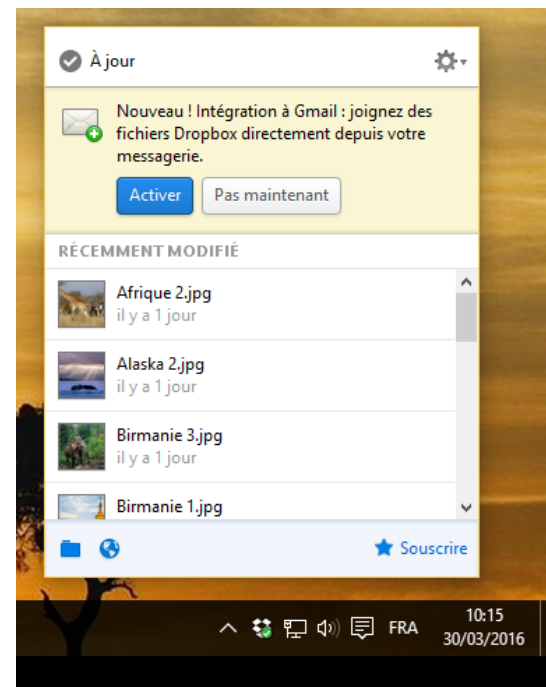 À jour
Nouveau ! Intégration à Gmail : joignez des
fichiers Dropbox directement depuis votre
messagerie.
Activer
Pas maintenant
RÉCEMMENT MODIFIÉ
Afrique 2.jpg
il y a 1 jour
Alaska 2.jpg
il y a 1 jour
Birmanie 3.jpg
il y a 1 jour
Birmanie 1.jpg
Souscrire
FRA
10:15
30/03/2016